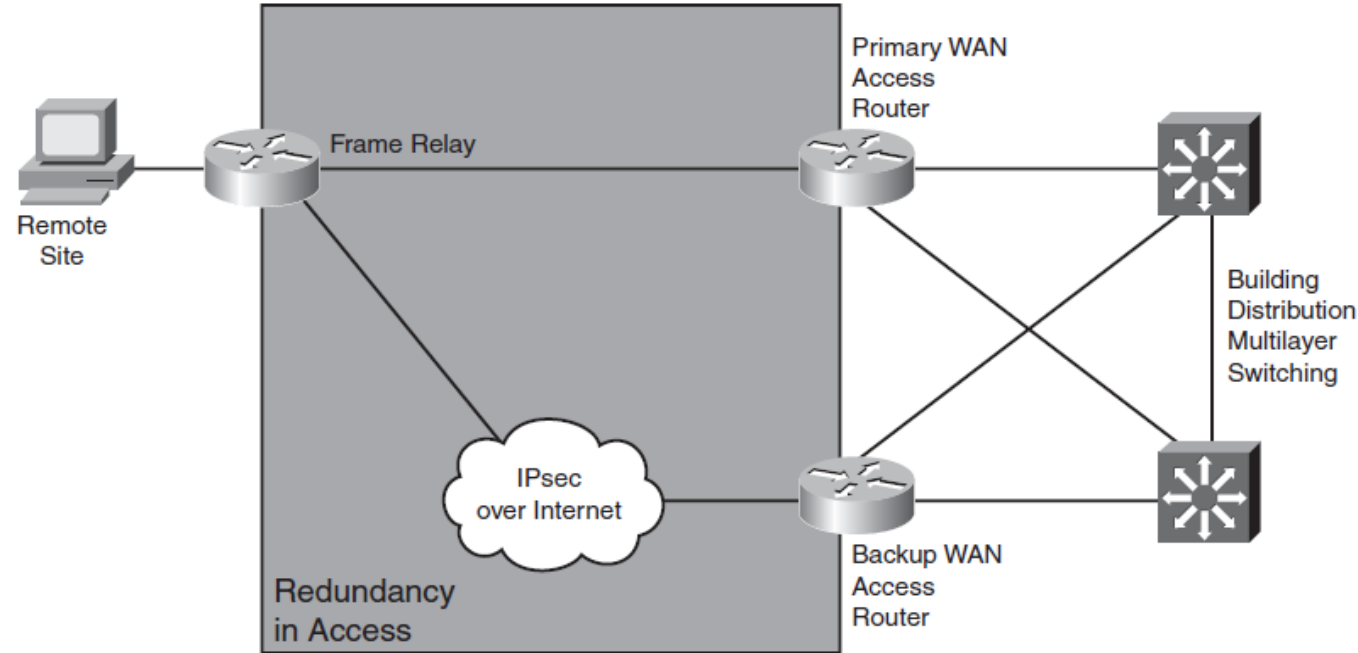 Primary WAN
Access
Router
Frame Relay
Remote
Site
Building
Distribution
Multilayer
Switching
IPsec
over Internet
Backup WAN
Access
Router
Redundancy
in Access